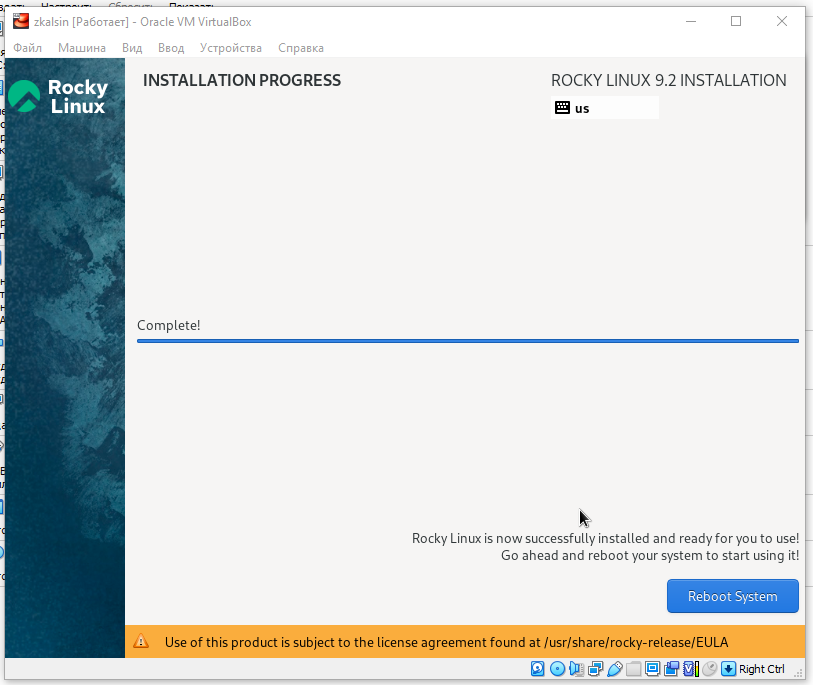 zkalsin [Работает] - Oracle VM VirtualBox
Файл Машина Вид Ввод Устройства Справка
Rocky
Linux
INSTALLATION PROGRESS
ROCKY LINUX 9.2 INSTALLATION
us
Complete!
Rocky Linux is now successfully installed and ready for you to use!
Go ahead and reboot your system to start using it!
Reboot System
Use of this product is subject to the license agreement found at /usr/share/rocky-release/EULA
Right Ctrl